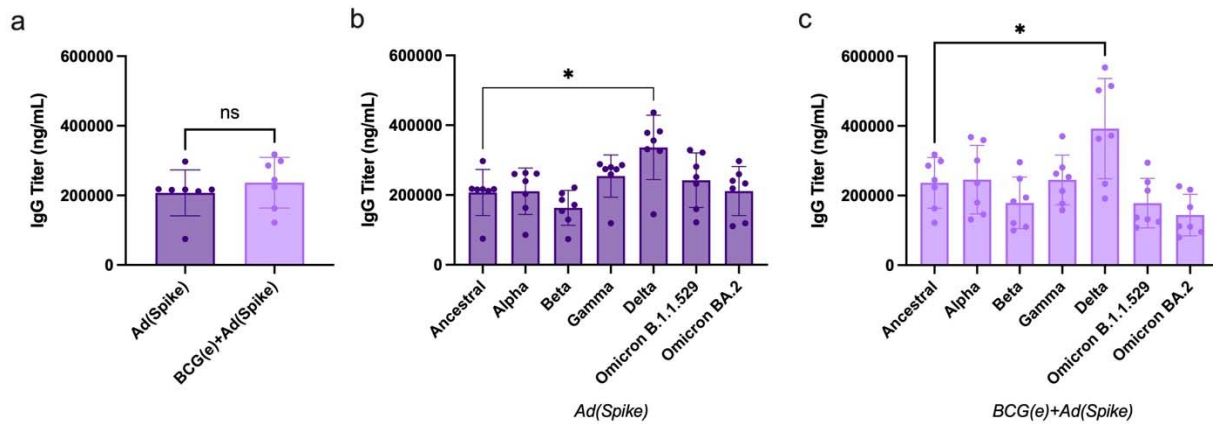 a
IgG Titer (ng/mL)
600000
400000
200000
0
ns
Ad(Spike)
BCG(e)+Ad(Spike)
b
IgG Titer (ng/mL)
600000
400000
200000
0
*
Ancestral
Alpha
Beta
Gamma
Delta
Omicron B.1.1.529
Omicron BA.2
Ad(Spike)
c
IgG Titer (ng/mL)
600000
400000
200000
0
*
Ancestral
Alpha
Beta
Gamma
Delta
Omicron B.1.1.529
Omicron BA.2
BCG(e)+Ad(Spike)